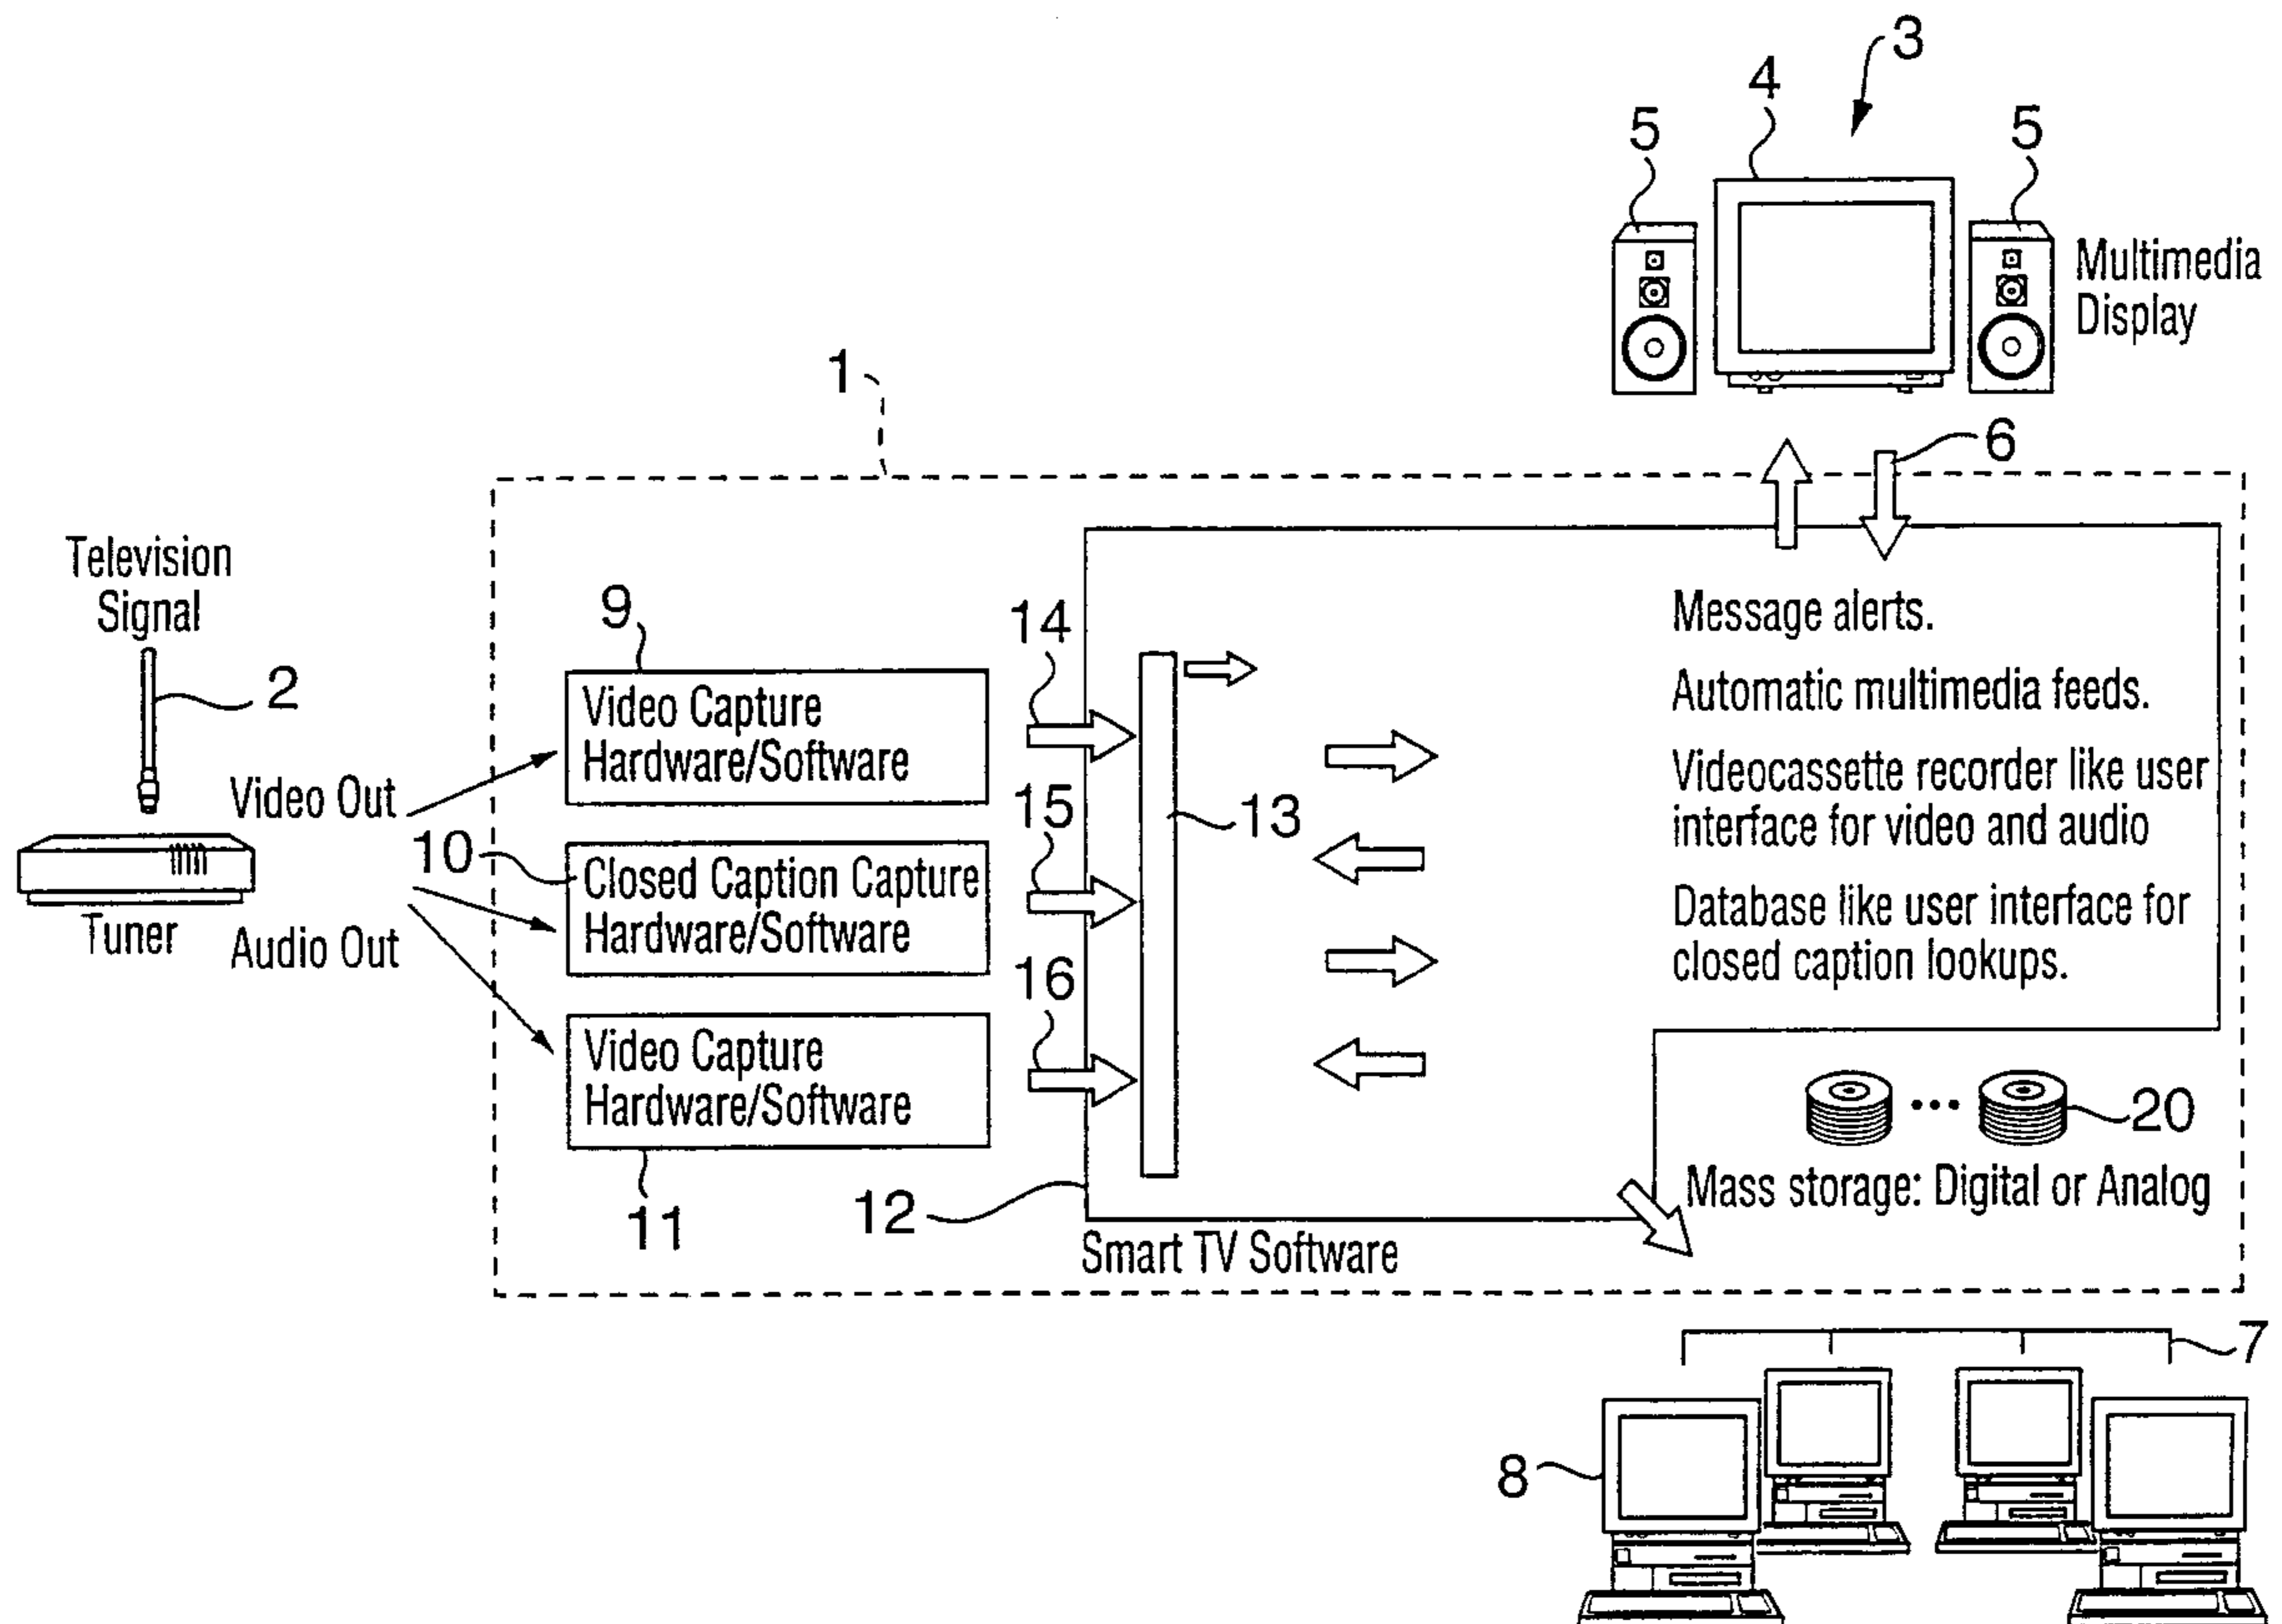 3
4
5
5
Multimedia
Display
1
6
Television
Signal
2
Tuner
Video Out
Audio Out
9
Video Capture
Hardware/Software
10
Closed Caption Capture
Hardware/Software
Video Capture
Hardware/Software
11
14
15
16
13
12
Smart TV Software
Message alerts.
Automatic multimedia feeds.
Videocassette recorder like user
interface for video and audio
Database like user interface for
closed caption lookups.
20
Mass storage: Digital or Analog
7
8